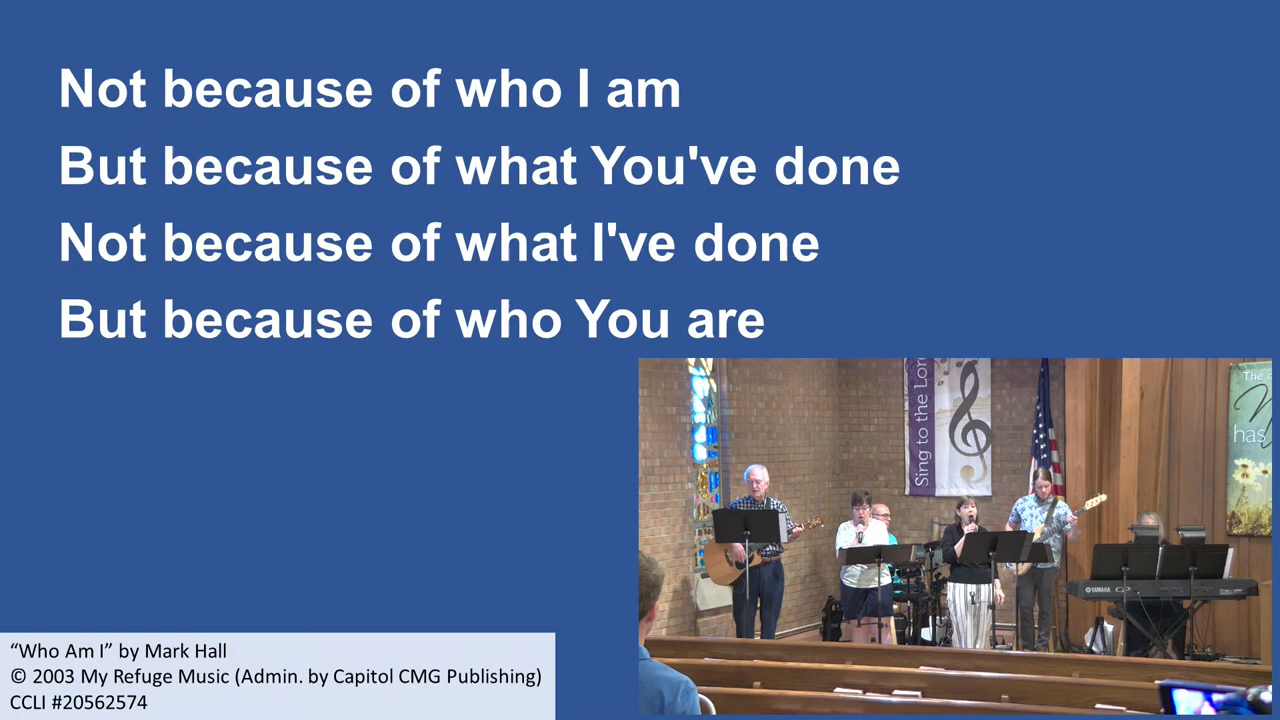 Not because of who I am
But because of what You've done
Not because of what I've done
But because of who You are
Sing to the Lord
The
has
YAMAHA
“Who Am I” by Mark Hall
© 2003 My Refuge Music (Admin. by Capitol CMG Publishing)
CCLI #20562574